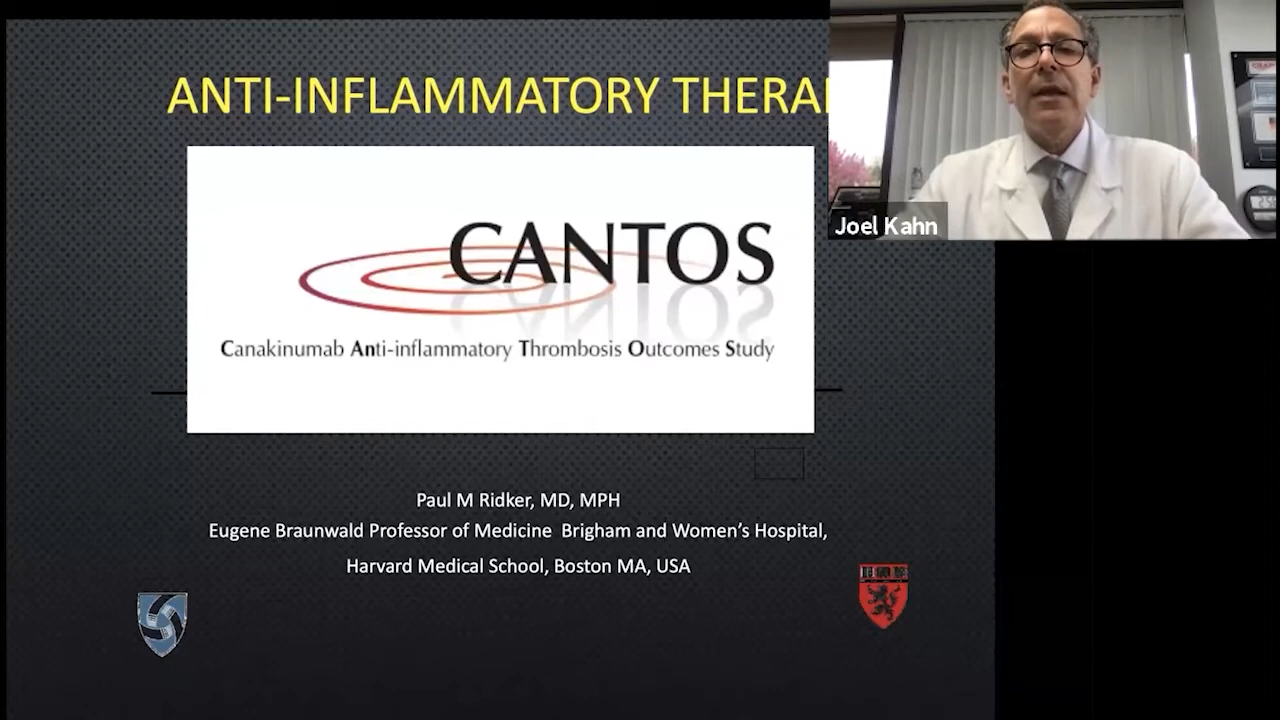 ANTI-INFLAMMATORY THERA
CANTOS
Canakinumab Anti-inflammatory Thrombosis Outcomes Study
Paul M Ridker, MD, MPH
Eugene Braunwald Professor of Medicine Brigham and Women's Hospital,
Harvard Medical School, Boston MA, USA
Joel Kahn